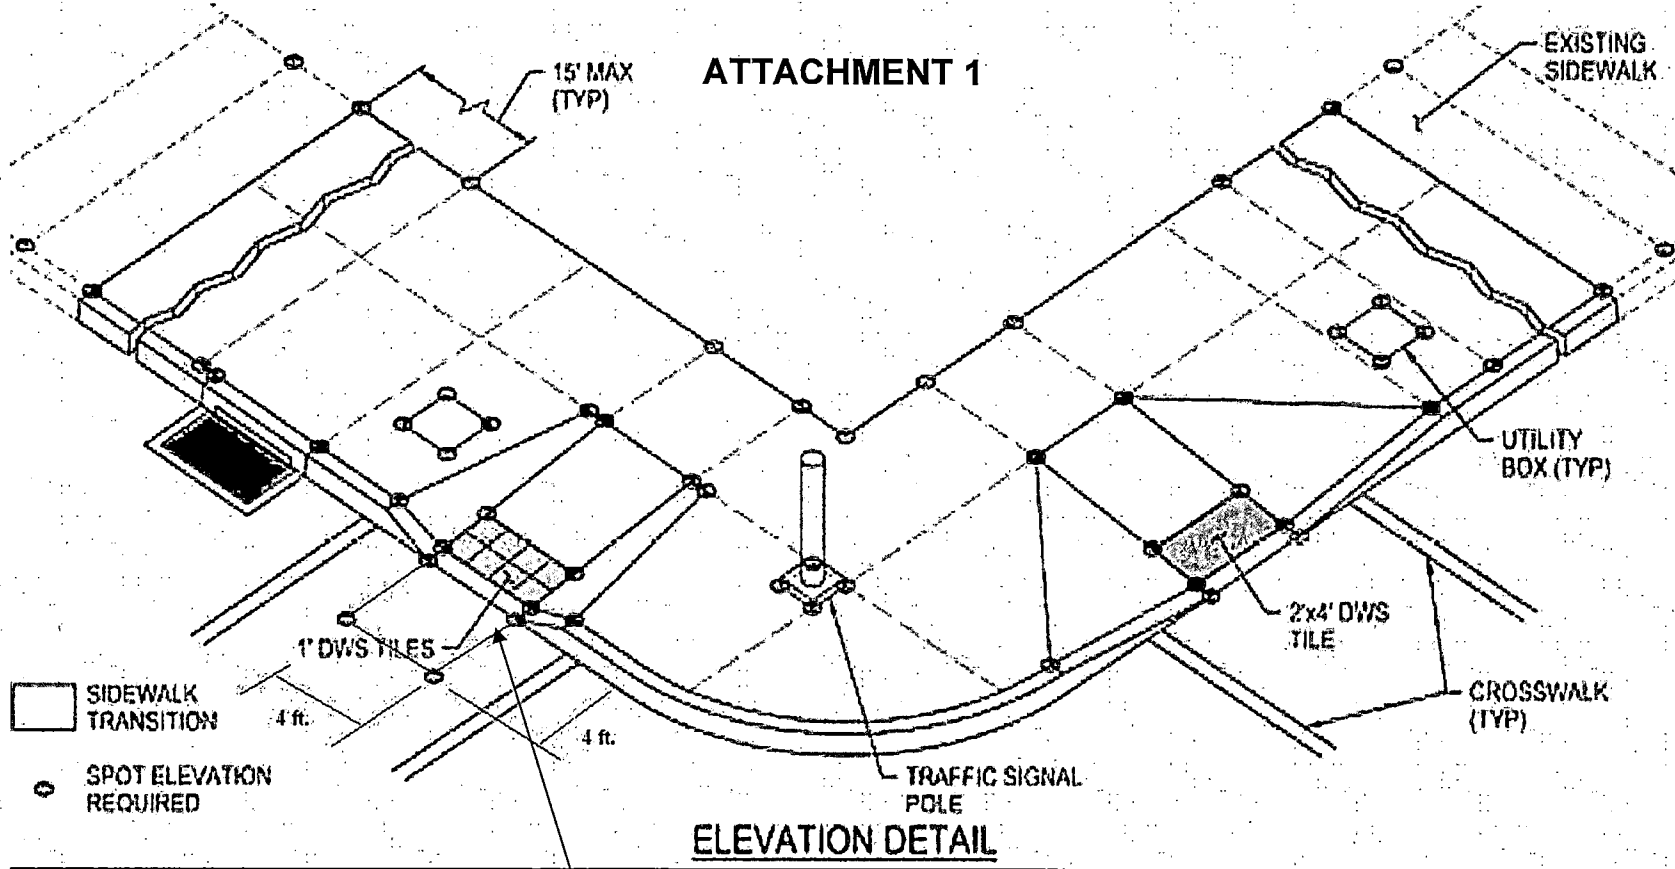 ATTACHMENT 1
15' MAX
(TYP)
EXISTING
SIDEWALK
UTILITY
BOX (TYP)
2'x4' DWS
TILE
1' DWS TILES
CROSSWALK
(TYP)
SIDEWALK
TRANSITION
4 ft.
4 ft.
SPOT ELEVATION
REQUIRED
TRAFFIC SIGNAL
POLE
ELEVATION DETAIL